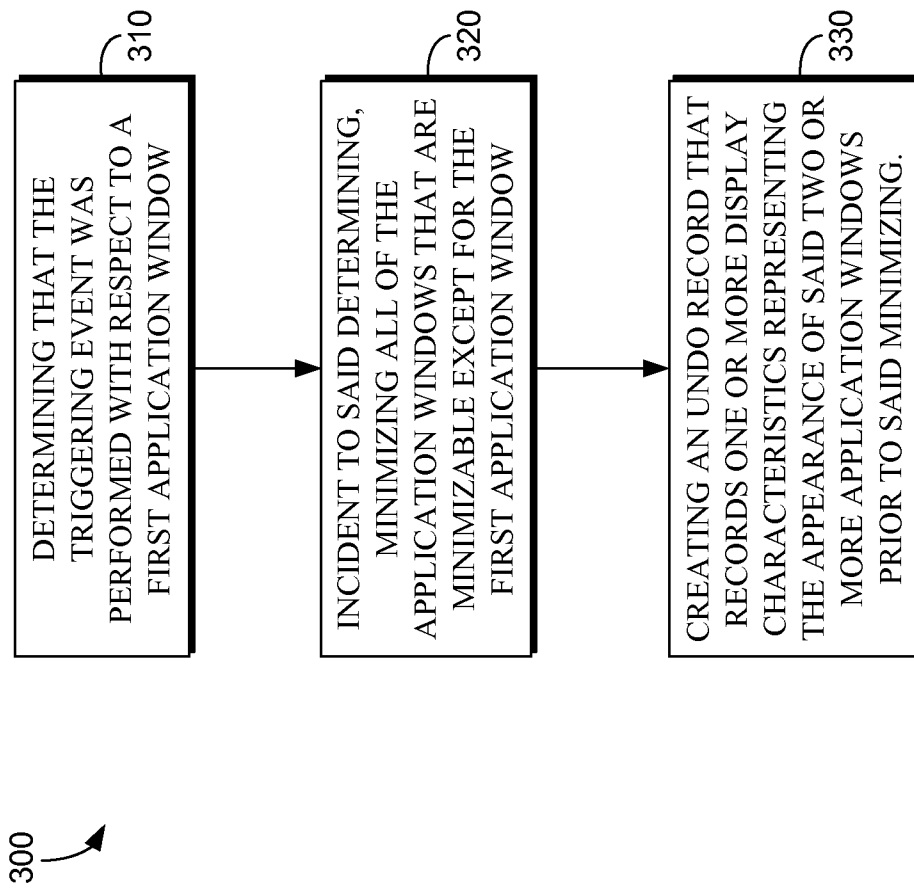 300
DETERMINING THAT THE
TRIGGERING EVENT WAS
PERFORMED WITH RESPECT TO A
FIRST APPLICATION WINDOW
310
INCIDENT TO SAID DETERMINING,
MINIMIZING ALL OF THE
APPLICATION WINDOWS THAT ARE
MINIMIZABLE EXCEPT FOR THE
FIRST APPLICATION WINDOW
320
CREATING AN UNDO RECORD THAT
RECORDS ONE OR MORE DISPLAY
CHARACTERISTICS REPRESENTING
THE APPEARANCE OF SAID TWO OR
MORE APPLICATION WINDOWS
PRIOR TO SAID MINIMIZING.
330